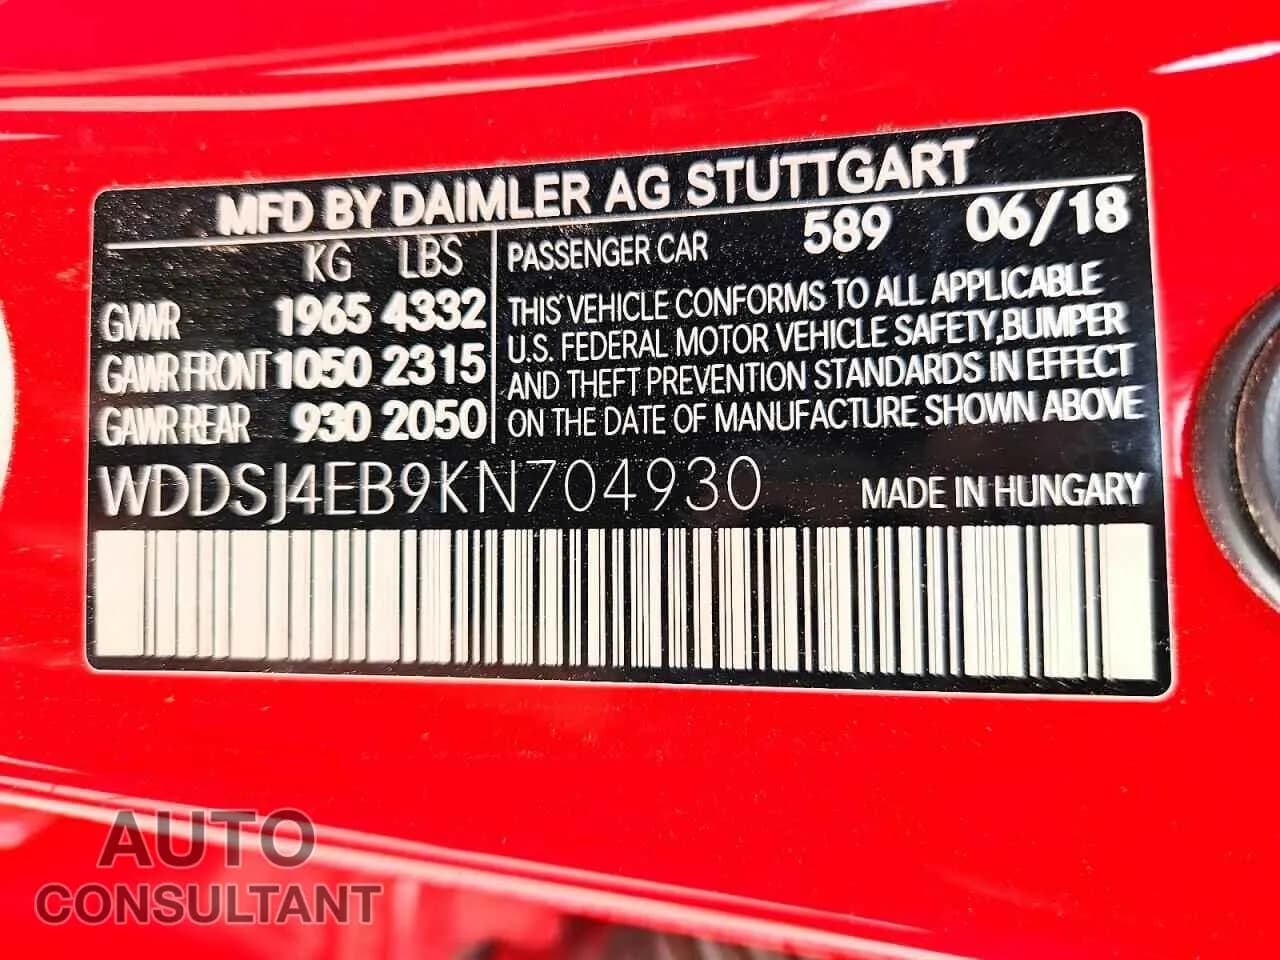 MFD BY DAIMLER AG STUTTGART
KG LBS
GVWR 1965 4332
GAWR FRONT 1050 2315
GAWR REAR 930 2050
PASSENGER CAR 589 06/18
THIS VEHICLE CONFORMS TO ALL APPLICABLE
U.S. FEDERAL MOTOR VEHICLE SAFETY, BUMPER
AND THEFT PREVENTION STANDARDS IN EFFECT
ON THE DATE OF MANUFACTURE SHOWN ABOVE
WDDSJ4EB9KN704930 MADE IN HUNGARY
AUTO
CONSULTANT